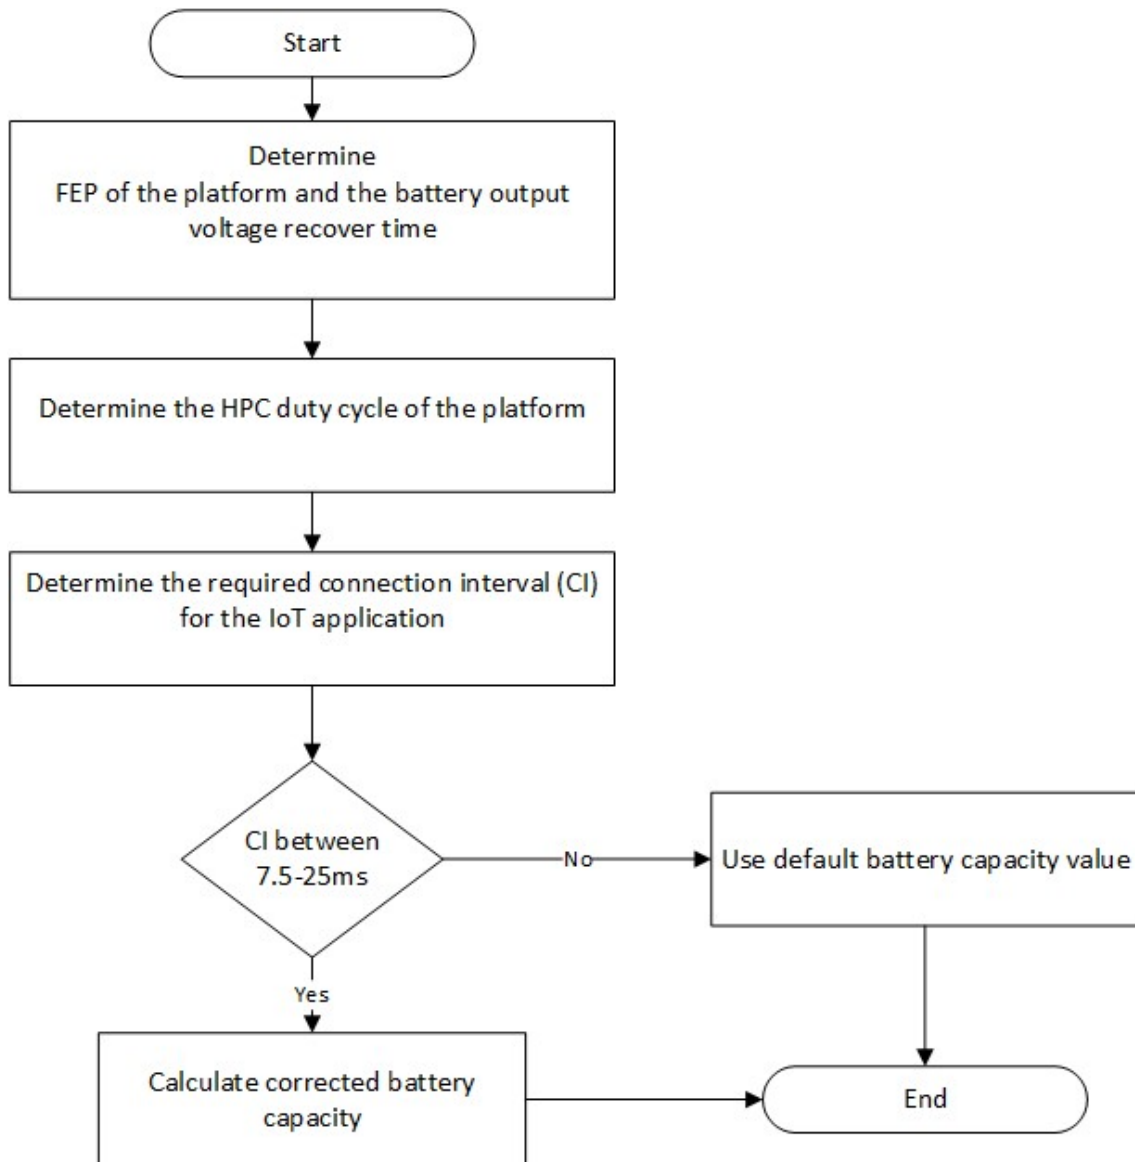 Start
Determine
FEP of the platform and the battery output
voltage recover time
Determine the HPC duty cycle of the platform
Determine the required connection interval (CI)
for the IoT application
CI between
7.5-25ms
No
Use default battery capacity value
Yes
Calculate corrected battery
capacity
End